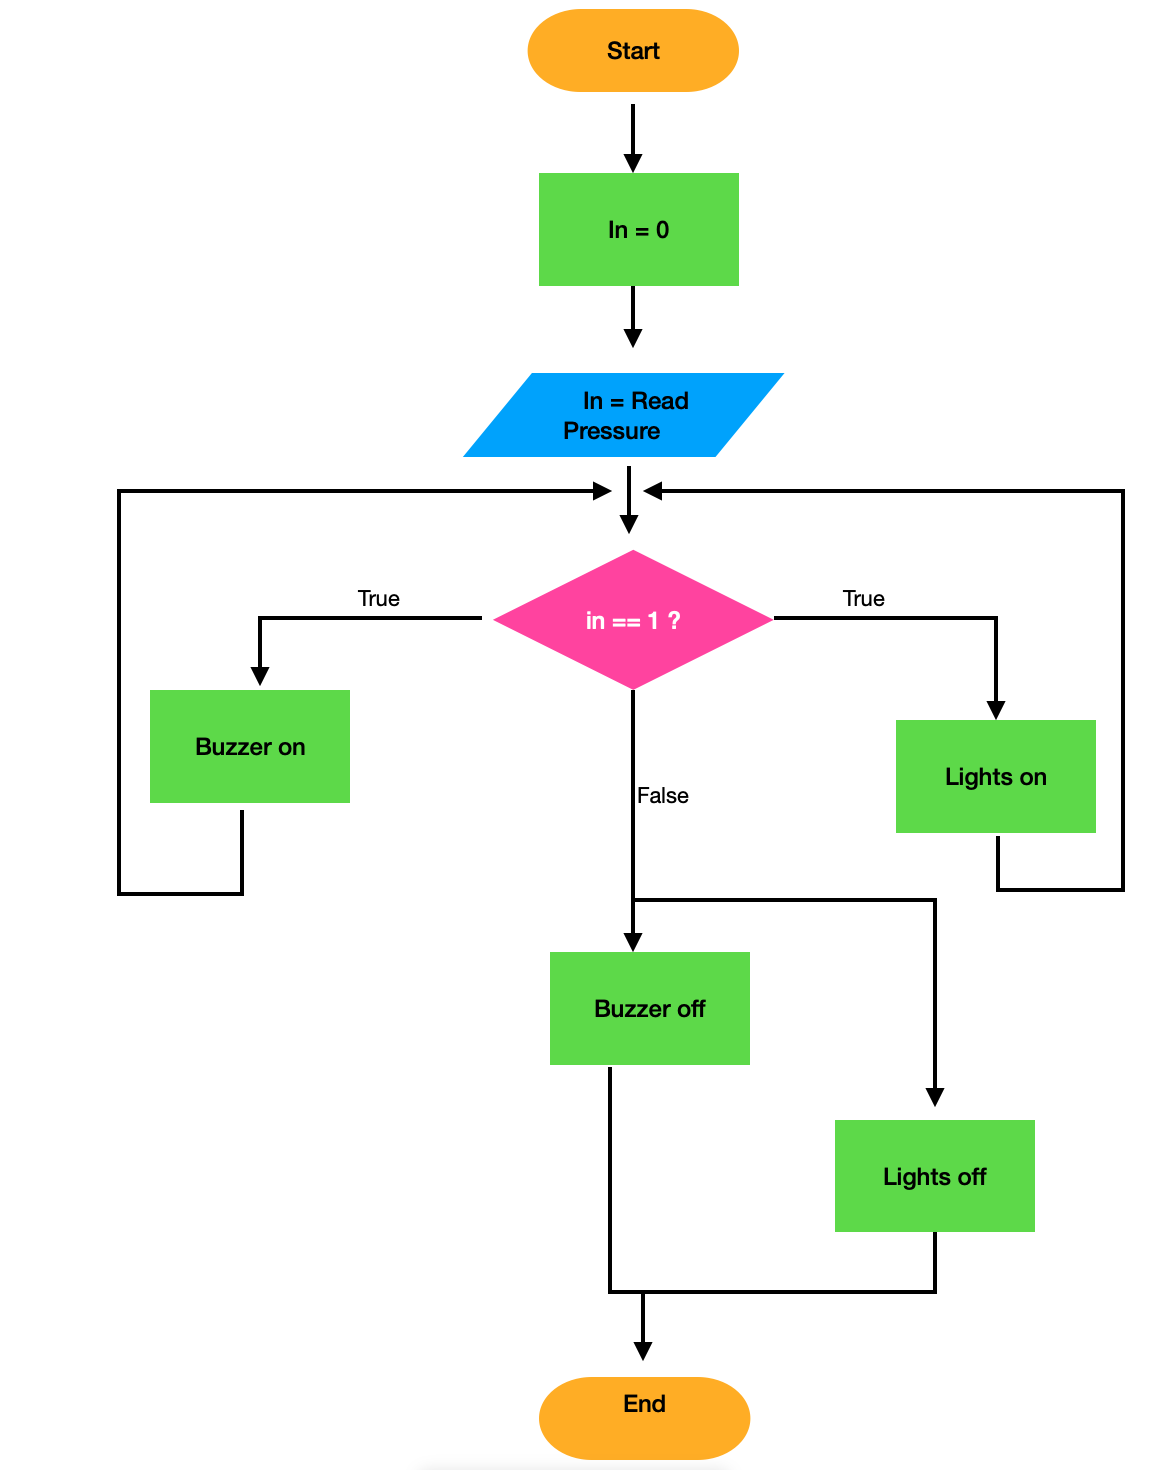 Start
In = 0
In = Read
Pressure
True
in == 1 ?
True
Buzzer on
Lights on
False
Buzzer off
Lights off
End